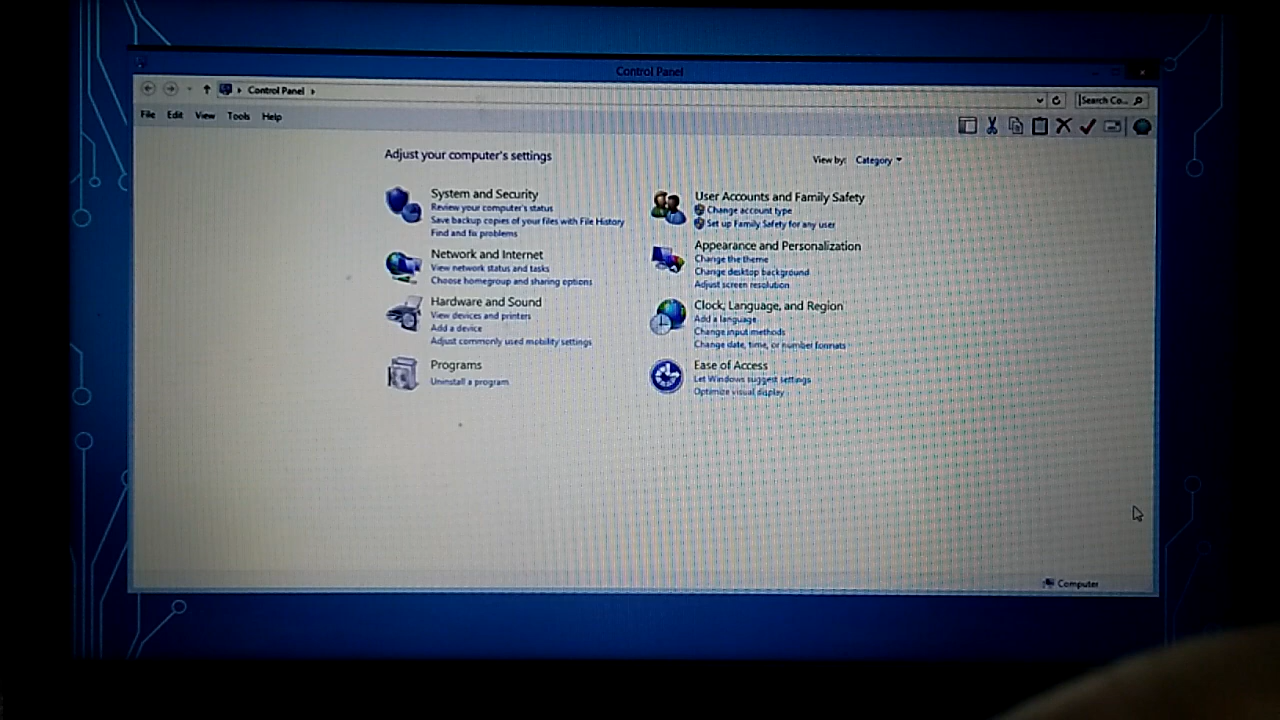 Control Panel
Control Panel
Search Co...
File Edit View Tools Help
Adjust your computer's settings
View by: Category
System and Security
Review your computer's status
Save backup copies of your files with File History
Find and fix problems
Network and Internet
View network status and tasks
Choose homegroup and sharing options
Hardware and Sound
View devices and printers
Add a device
Adjust commonly used mobility settings
Programs
Uninstall a program
User Accounts and Family Safety
Change account type
Set up Family Safety for any user
Appearance and Personalization
Change the theme
Change desktop background
Adjust screen resolution
Clock, Language, and Region
Add a language
Change input methods
Change date, time, or number formats
Ease of Access
Let Windows suggest settings
Optimize visual display
Computer